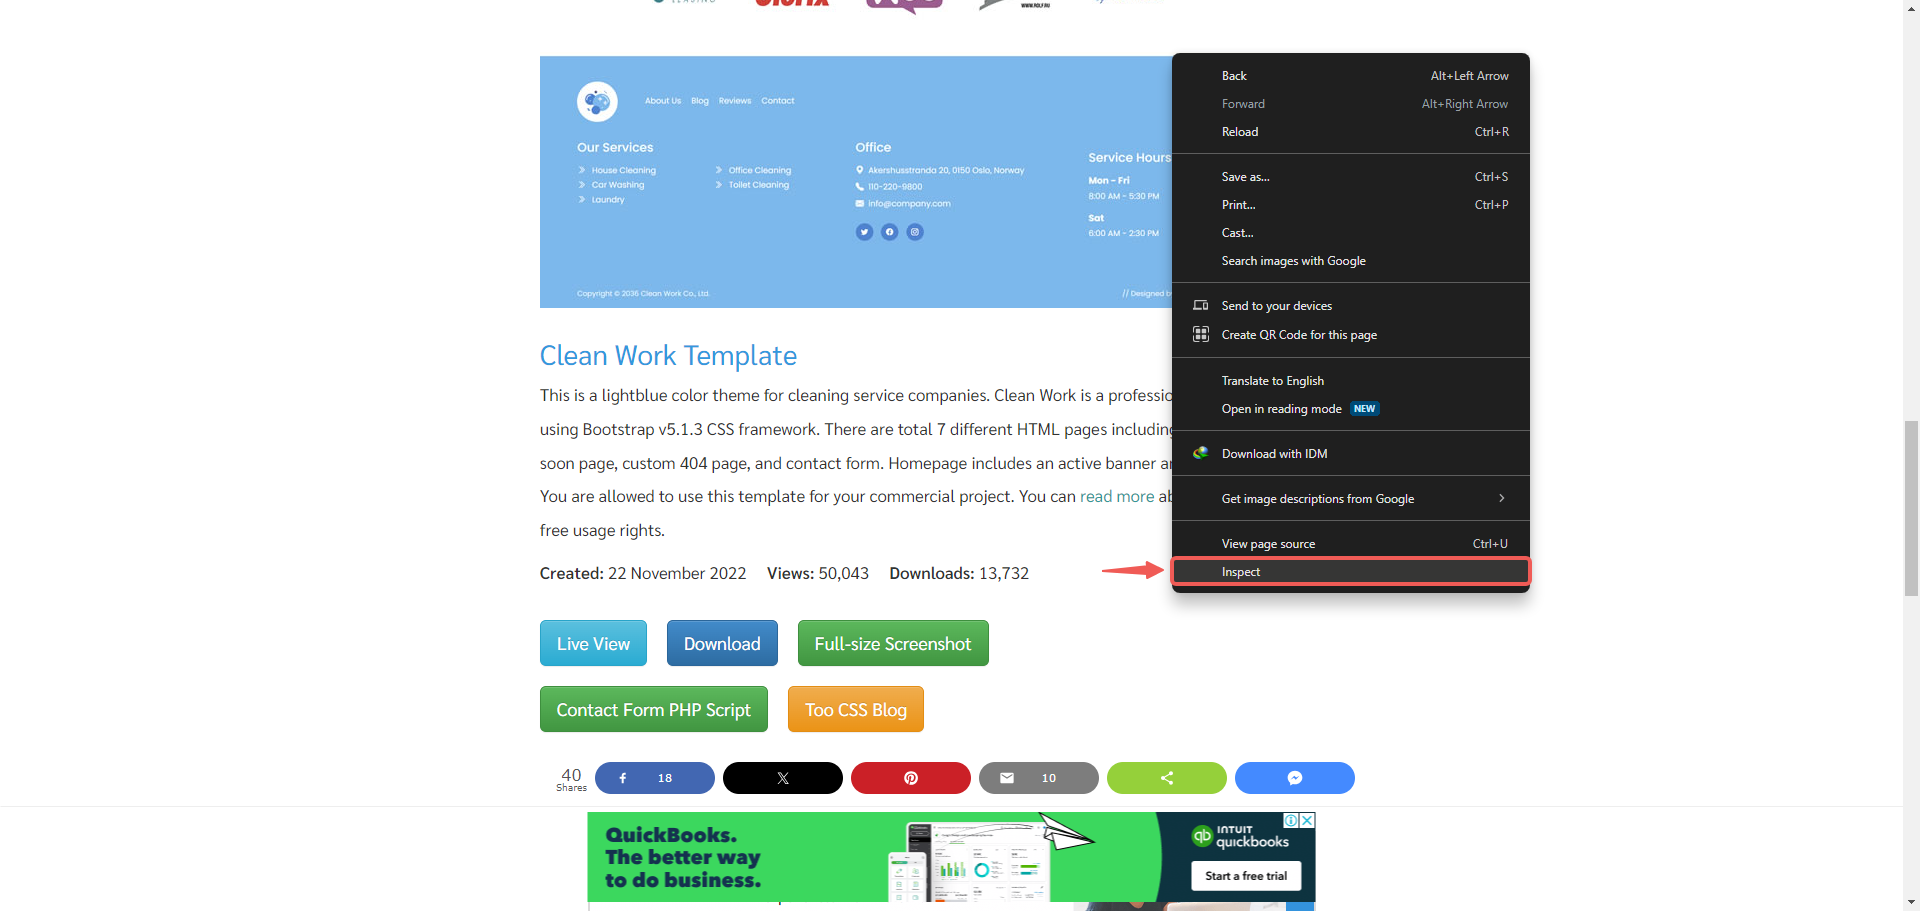 WWW.ROLF.RU
About Us Blog Reviews Contact
Our Services
House Cleaning
Office Cleaning
Car Washing
Toilet Cleaning
Laundry
Office
Akershusstranda 20, 0150 Oslo, Norway
110-220-9800
info@company.com
Service Hours
Mon - Fri
8:00 AM - 5:30 PM
Sat
6:00 AM - 2:30 PM
Copyright © 2036 Clean Work Co., Ltd.
// Designed b
Back Alt+Left Arrow
Forward Alt+Right Arrow
Reload Ctrl+R
Save as... Ctrl+S
Print... Ctrl+P
Cast...
Search images with Google
Send to your devices
Create QR Code for this page
Translate to English
Open in reading mode NEW
Download with IDM
Get image descriptions from Google
View page source Ctrl+U
Inspect
Clean Work Template
This is a lightblue color theme for cleaning service companies. Clean Work is a professio
using Bootstrap v5.1.3 CSS framework. There are total 7 different HTML pages including
soon page, custom 404 page, and contact form. Homepage includes an active banner a
You are allowed to use this template for your commercial project. You can read more ab
free usage rights.
Created: 22 November 2022 Views: 50,043 Downloads: 13,732
Live View Download Full-size Screenshot
Contact Form PHP Script Too CSS Blog
40
Shares
18
10
QuickBooks.
The better way
to do business.
qb INTUIT
quickbooks
Start a free trial